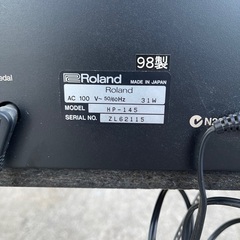 98製
edal
Roland
MADE IN JAPAN
Roland
AC 100 V~ 50/60Hz 31W
MODEL HP-145
SERIAL NO. ZL62115